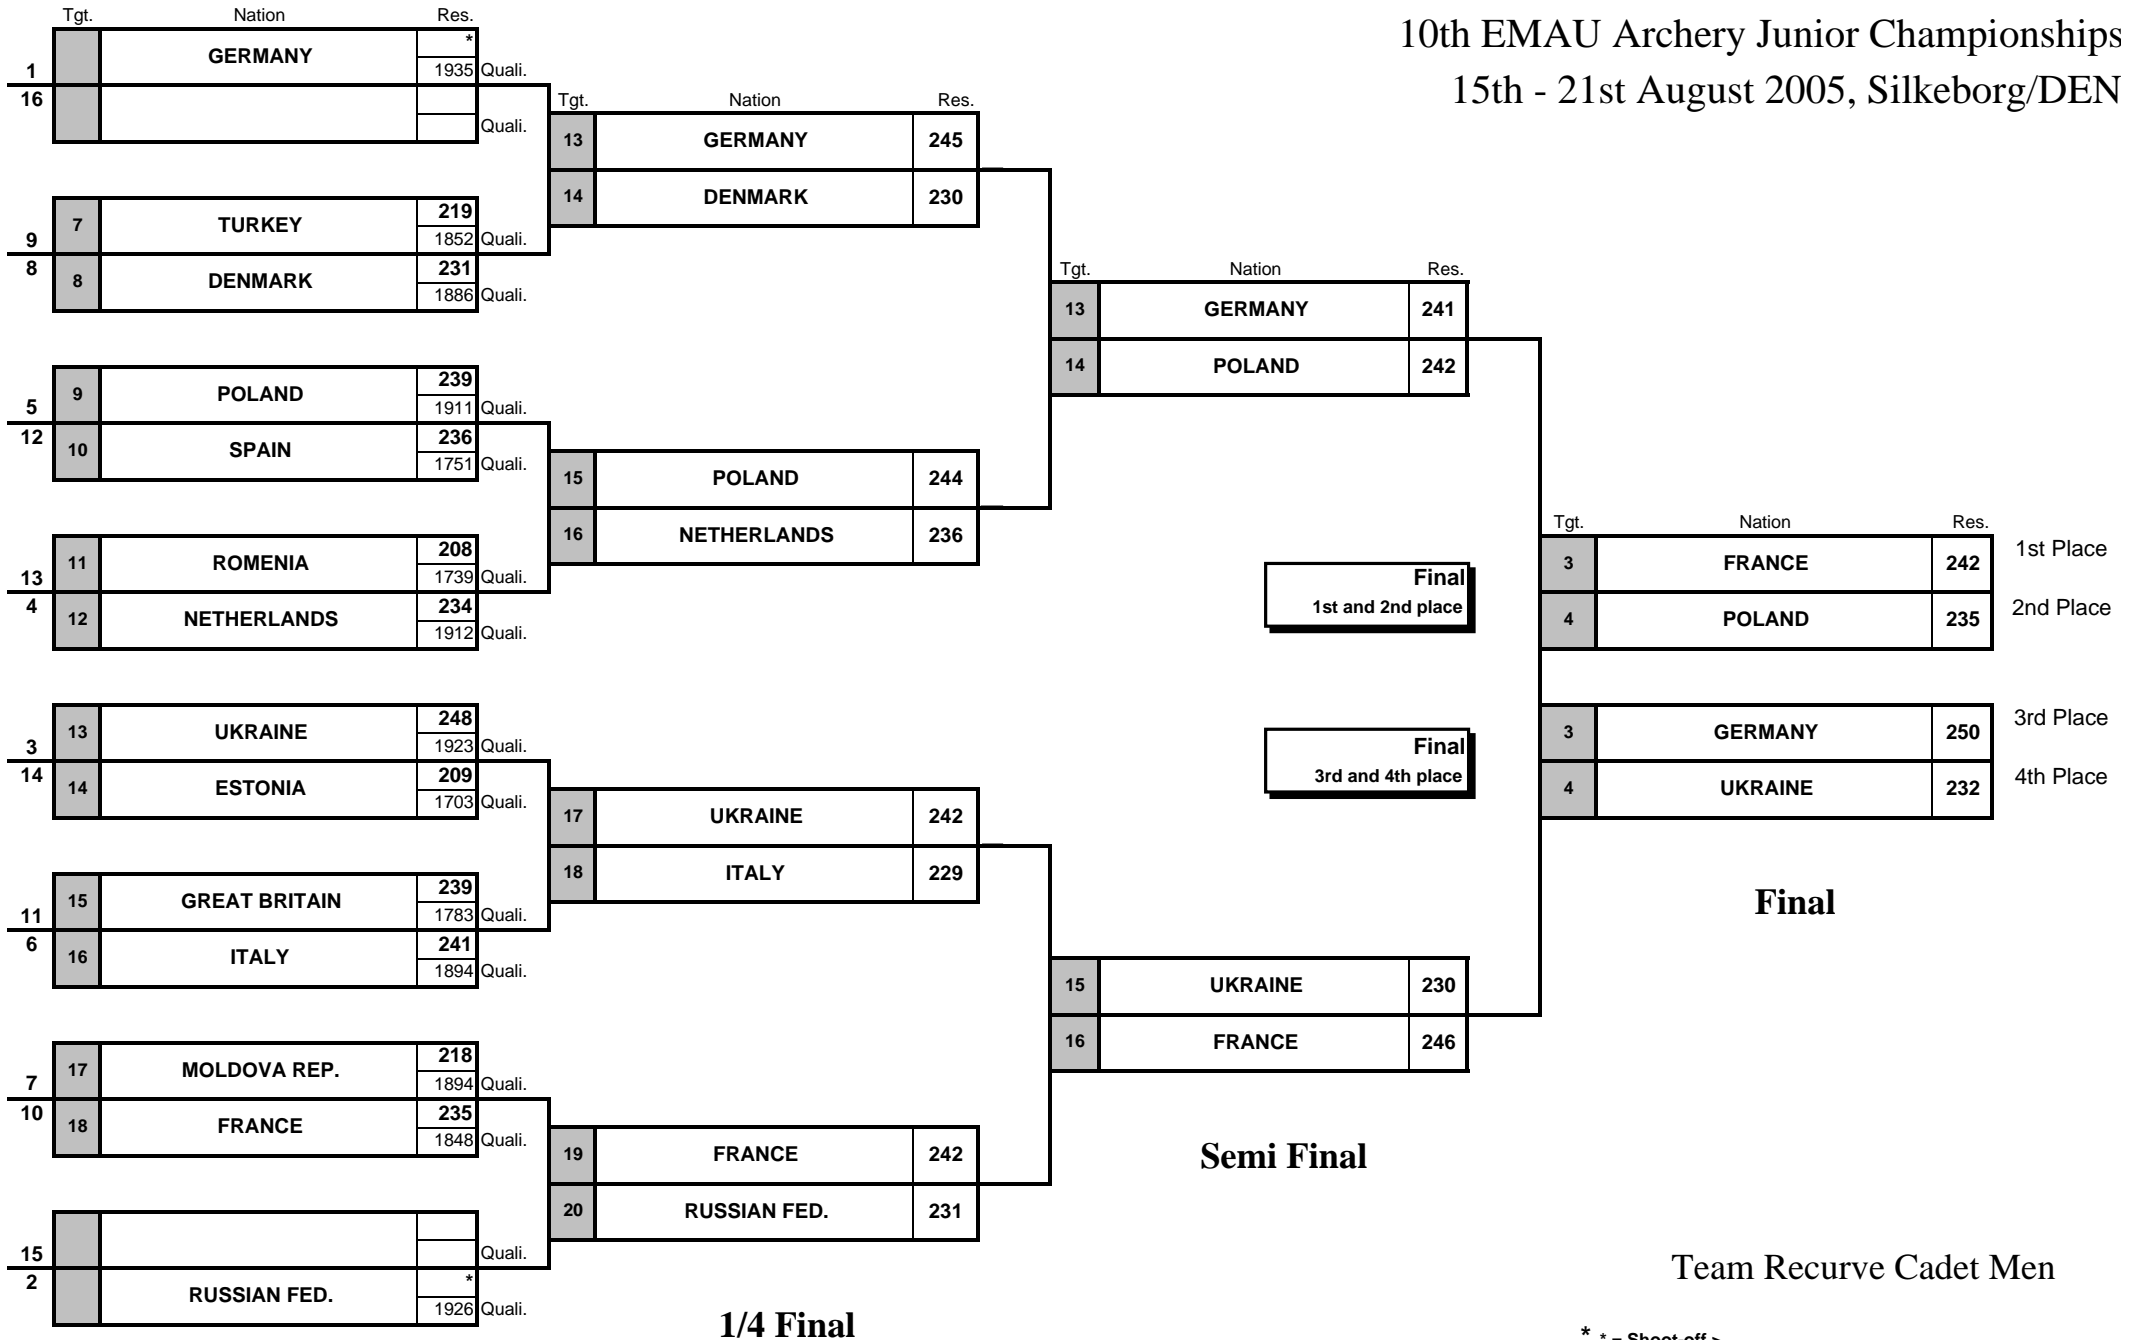 10th EMAU Archery Junior Championships
15th - 21st August 2005, Silkeborg/DEN
Tgt. Nation Res.
GERMANY *
1 1935 Quali.
16
Quali.
7 TURKEY 219
9 1852 Quali.
8 8 DENMARK 231
1886 Quali.
9 POLAND 239
5 1911 Quali.
12 10 SPAIN 236
1751 Quali.
11 ROMENIA 208
13 1739 Quali.
4 12 NETHERLANDS 234
1912 Quali.
13 UKRAINE 248
3 1923 Quali.
14 14 ESTONIA 209
1703 Quali.
15 GREAT BRITAIN 239
11 1783 Quali.
6 16 ITALY 241
1894 Quali.
17 MOLDOVA REP. 218
7 1894 Quali.
10 18 FRANCE 235
1848 Quali.
15 Quali.
2 RUSSIAN FED. *
1926 Quali.
Tgt. Nation Res.
13 GERMANY 245
14 DENMARK 230
15 POLAND 244
16 NETHERLANDS 236
17 UKRAINE 242
18 ITALY 229
19 FRANCE 242
20 RUSSIAN FED. 231
1/4 Final
Tgt. Nation Res.
13 GERMANY 241
14 POLAND 242
15 UKRAINE 230
16 FRANCE 246
Semi Final
Final
1st and 2nd place
Final
3rd and 4th place
Tgt. Nation Res.
3 FRANCE 242 1st Place
4 POLAND 235 2nd Place
3 GERMANY 250 3rd Place
4 UKRAINE 232 4th Place
Final
Team Recurve Cadet Men
* * = Shoot-off >